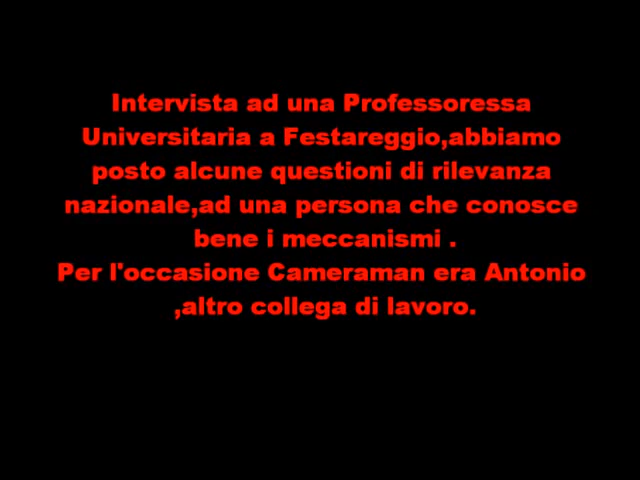 Intervista ad una Professoressa
Universitaria a Festareggio,abbiamo
posto alcune questioni di rilevanza
nazionale,ad una persona che conosce
bene i meccanismi .
Per l'occasione Cameraman era Antonio
,altro collega di lavoro.